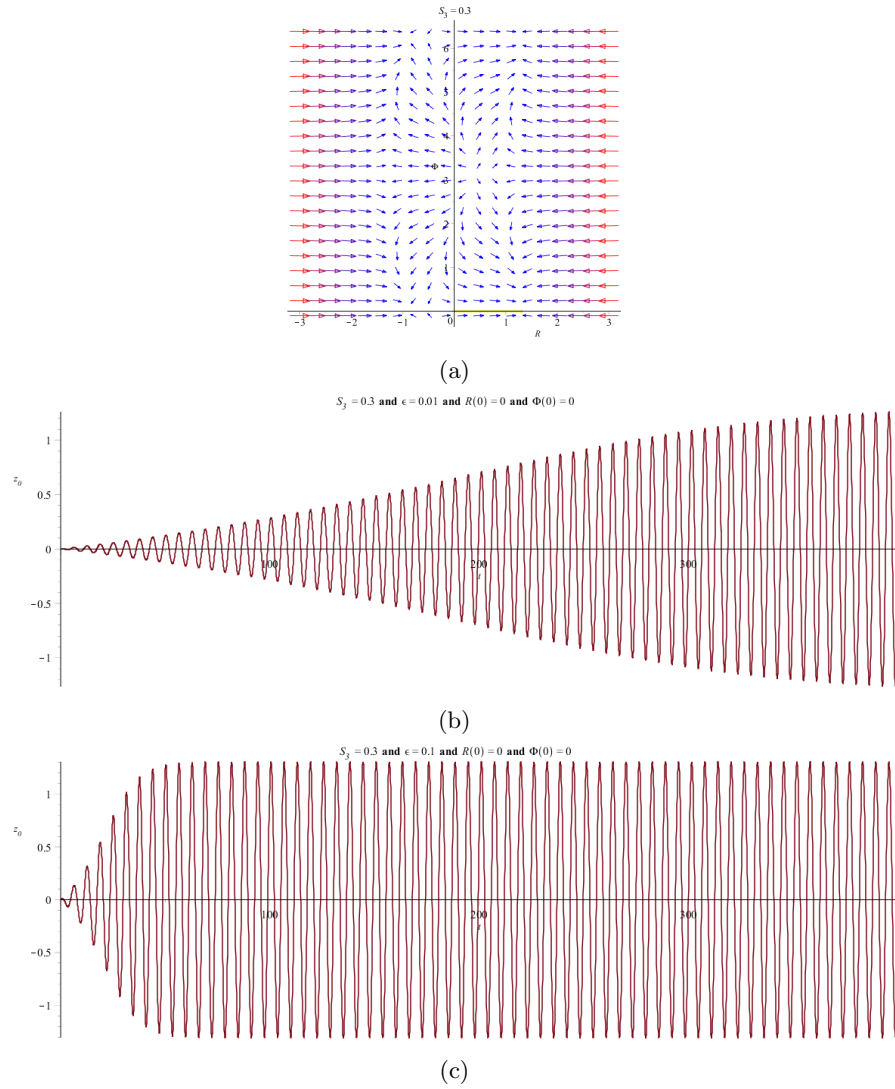 S₃ = 0.3
6
5
4
Φ
3
2
1
−3 −2 −1 0 1 2 3
R
(a)
S₃ = 0.3 and ϵ = 0.01 and R(0) = 0 and Φ(0) = 0
1
z₀ 0.5
0
100 200 300
t
−0.5
−1
(b)
S₃ = 0.3 and ϵ = 0.1 and R(0) = 0 and Φ(0) = 0
1
z₀ 0.5
0
100 200 300
t
−0.5
−1
(c)